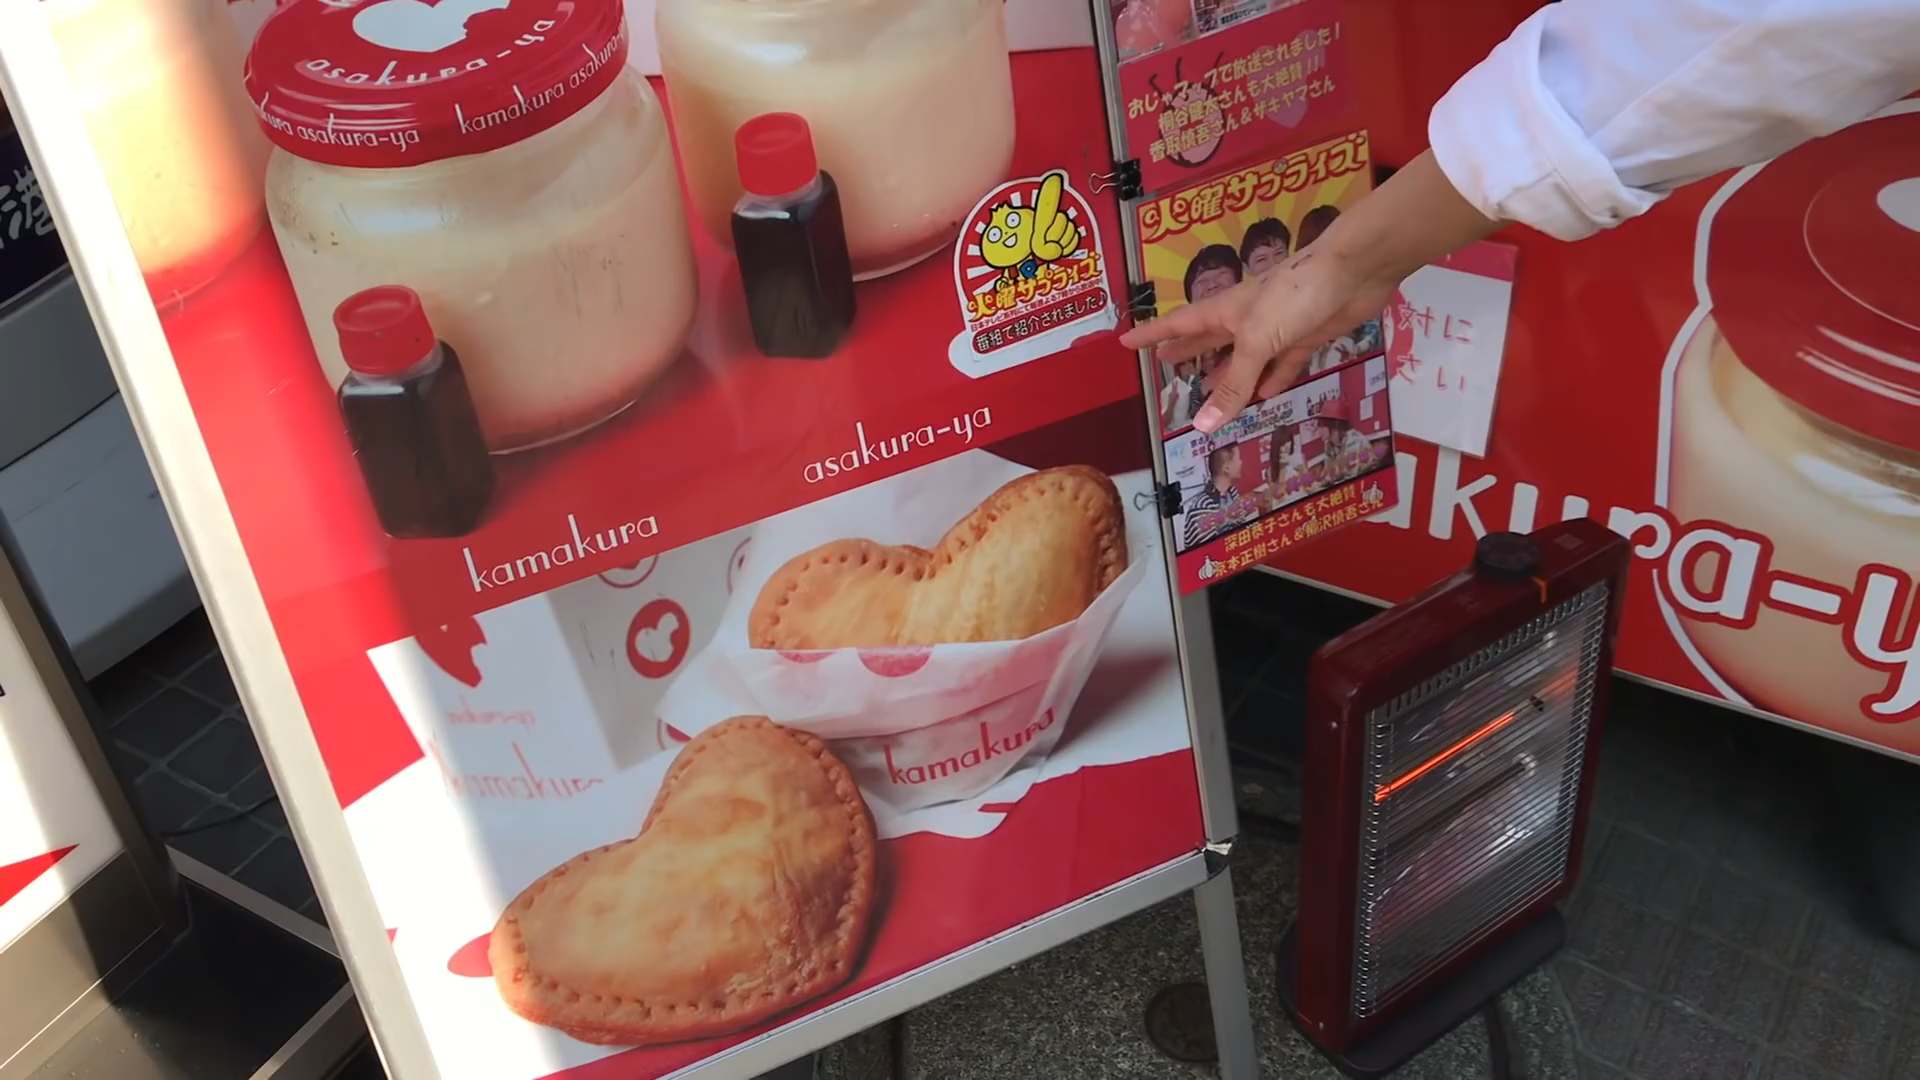 asakura-ya
kura asakura-ya kamakura asakura-
おじゃマップで放送されました!
桐谷健太さんも大絶賛!!
香取慎吾さん&ザキヤマさん
火曜サプライズ
火曜サプライズ
番組で紹介されました♪
深田恭子さんも大絶賛!
京本正樹さん&柳沢慎吾さん
対に
さい
kamakura asakura-ya
kamakura
akura-y